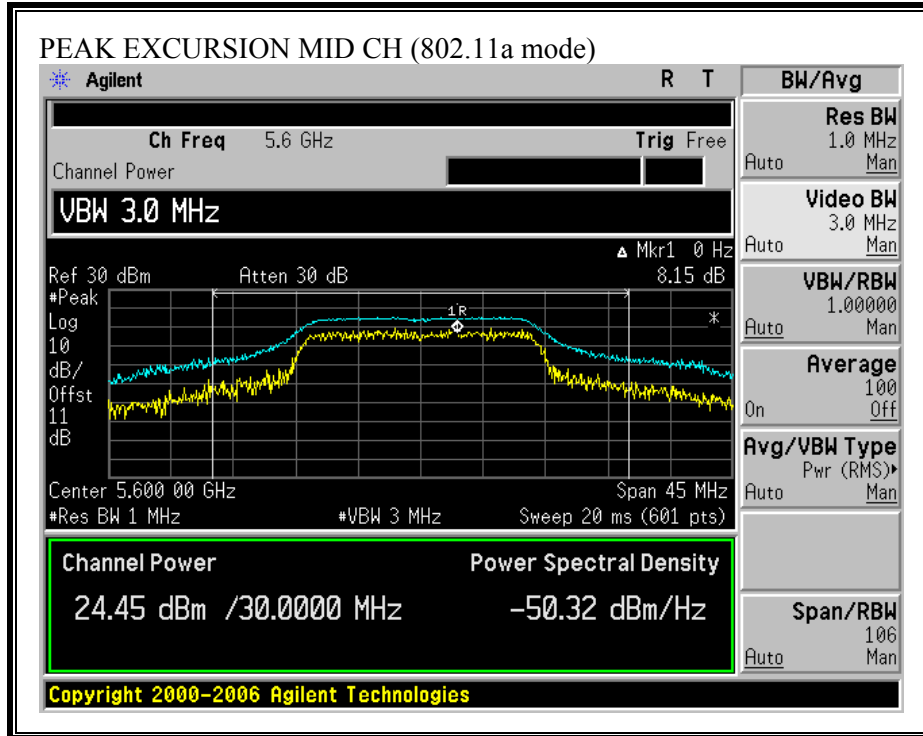 PEAK EXCURSION MID CH (802.11a mode)
Agilent R T
Ch Freq 5.6 GHz Trig Free
Channel Power
VBW 3.0 MHz
Mkr1 0 Hz
Ref 30 dBm Atten 30 dB 8.15 dB
#Peak
Log
10
dB/
Offst
11
dB
1R
*
Center 5.600 00 GHz Span 45 MHz
#Res BW 1 MHz #VBW 3 MHz Sweep 20 ms (601 pts)
Channel Power Power Spectral Density
24.45 dBm /30.0000 MHz -50.32 dBm/Hz
Copyright 2000-2006 Agilent Technologies
BW/Avg
Res BW
1.0 MHz
Auto Man
Video BW
3.0 MHz
Auto Man
VBW/RBW
1.00000
Auto Man
Average
100
On Off
Avg/VBW Type
Pwr (RMS)
Auto Man
Span/RBW
106
Auto Man